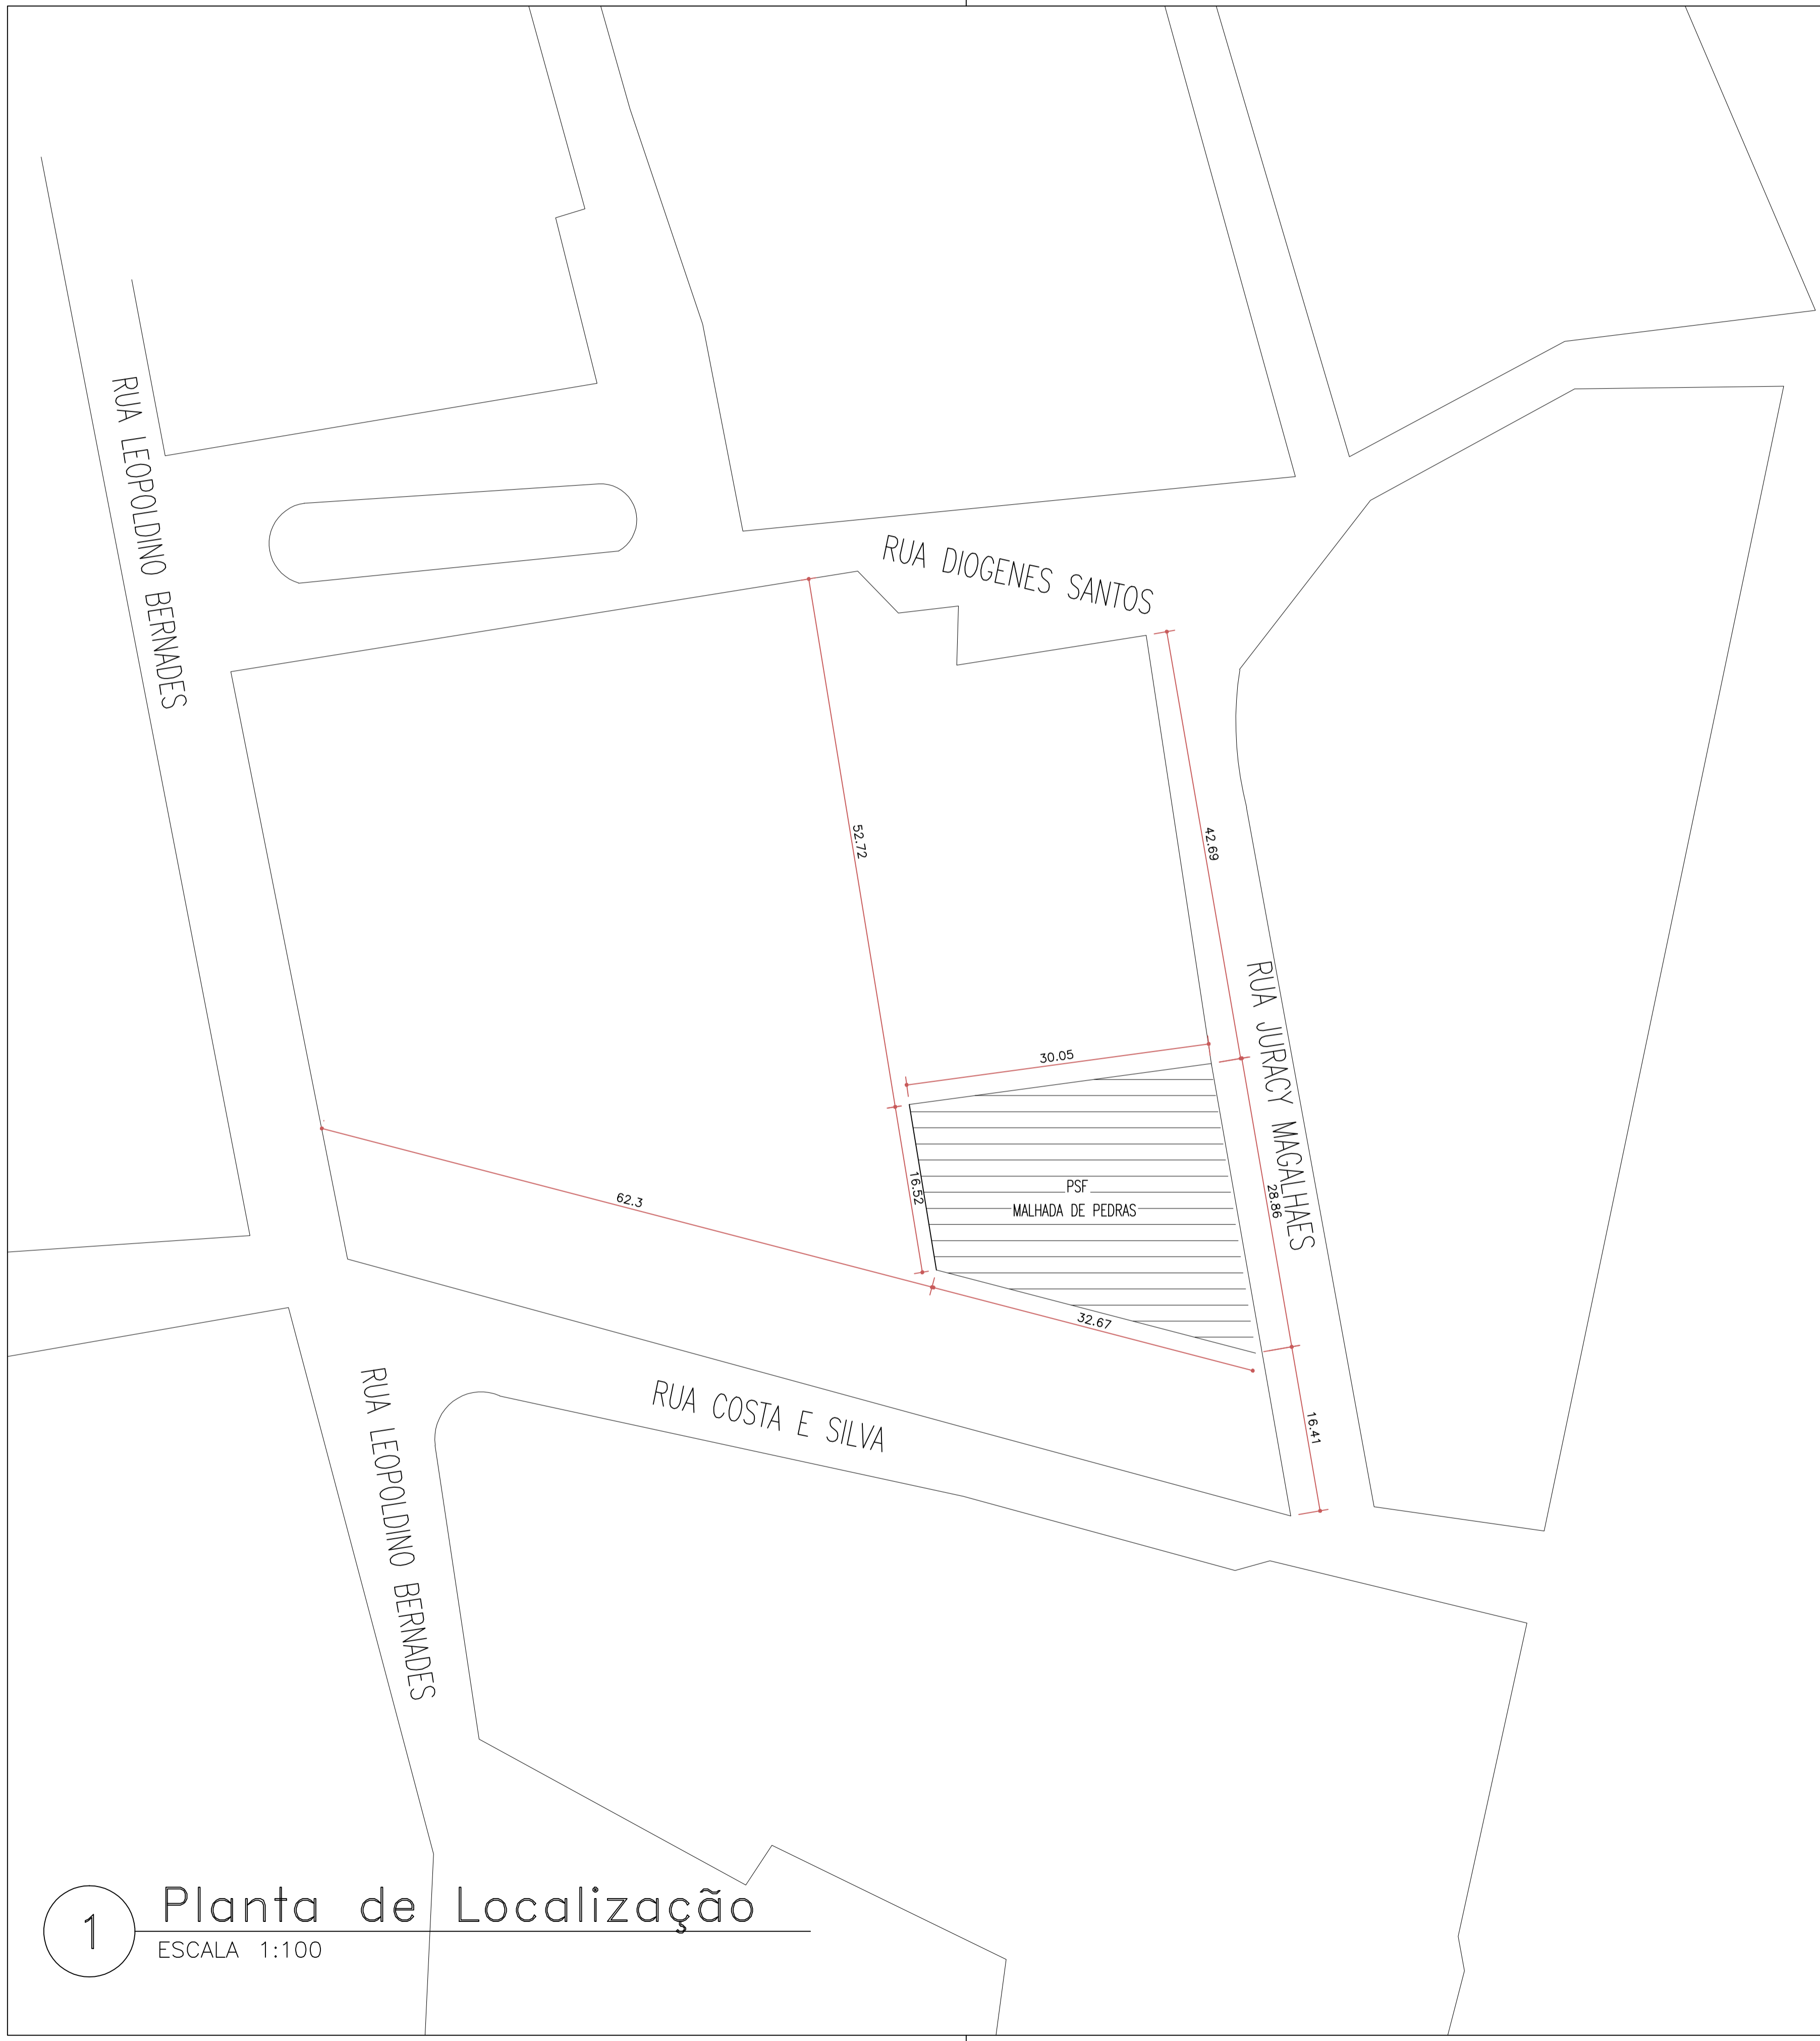 RUA LEOPOLDINO BERNADES
RUA DIOGENES SANTOS
52.72
42.69
RUA JURACY MAGALHAES
30.05
16.52
PSF
MALHADA DE PEDRAS
28.86
62.3
32.67
16.41
RUA COSTA E SILVA
RUA LEOPOLDINO BERNADES
1
Planta de Localização
ESCALA 1:100